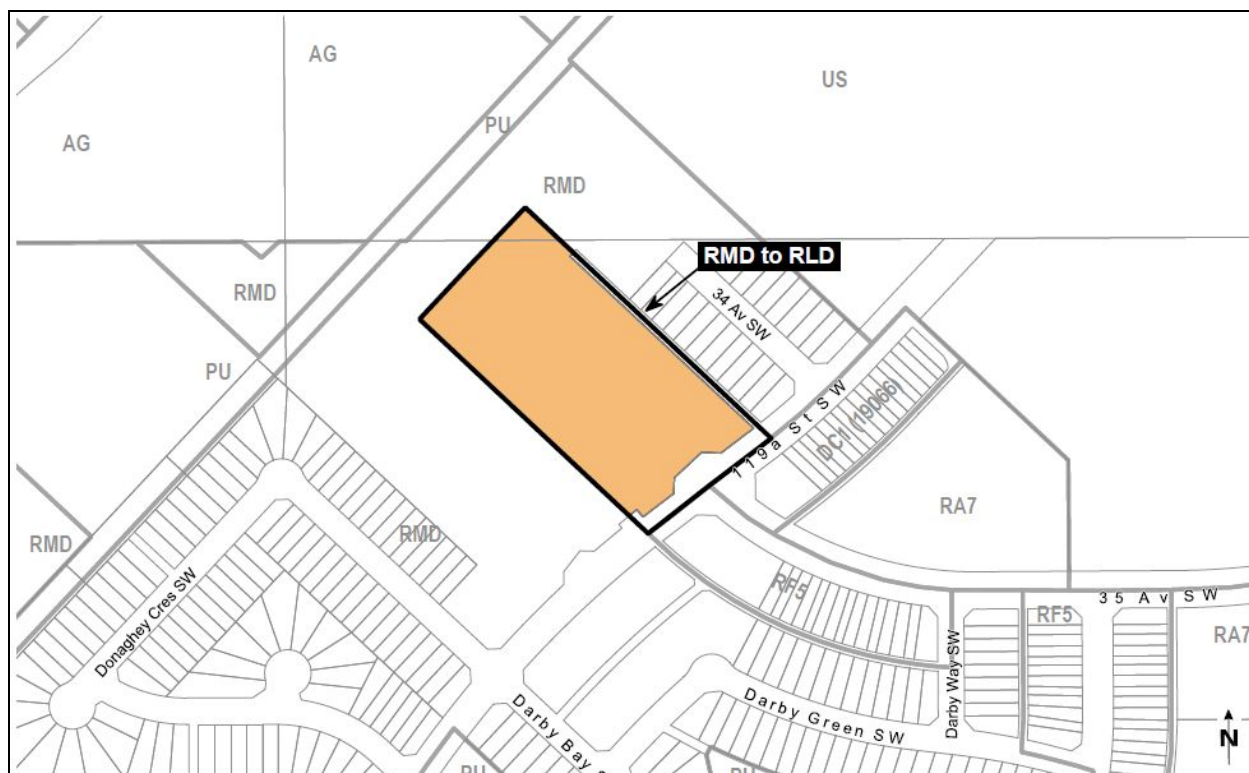 AG
US
AG
PU
RMD
RMD to RLD
RMD
34 Av SW
PU
119a St SW
DC1 (19066)
RA7
RMD
RMD
Donaghey Cres SW
RF5
35 Av SW
RF5
RA7
Darby Way SW
Darby Green SW
Darby Bay S
N
PU
PU